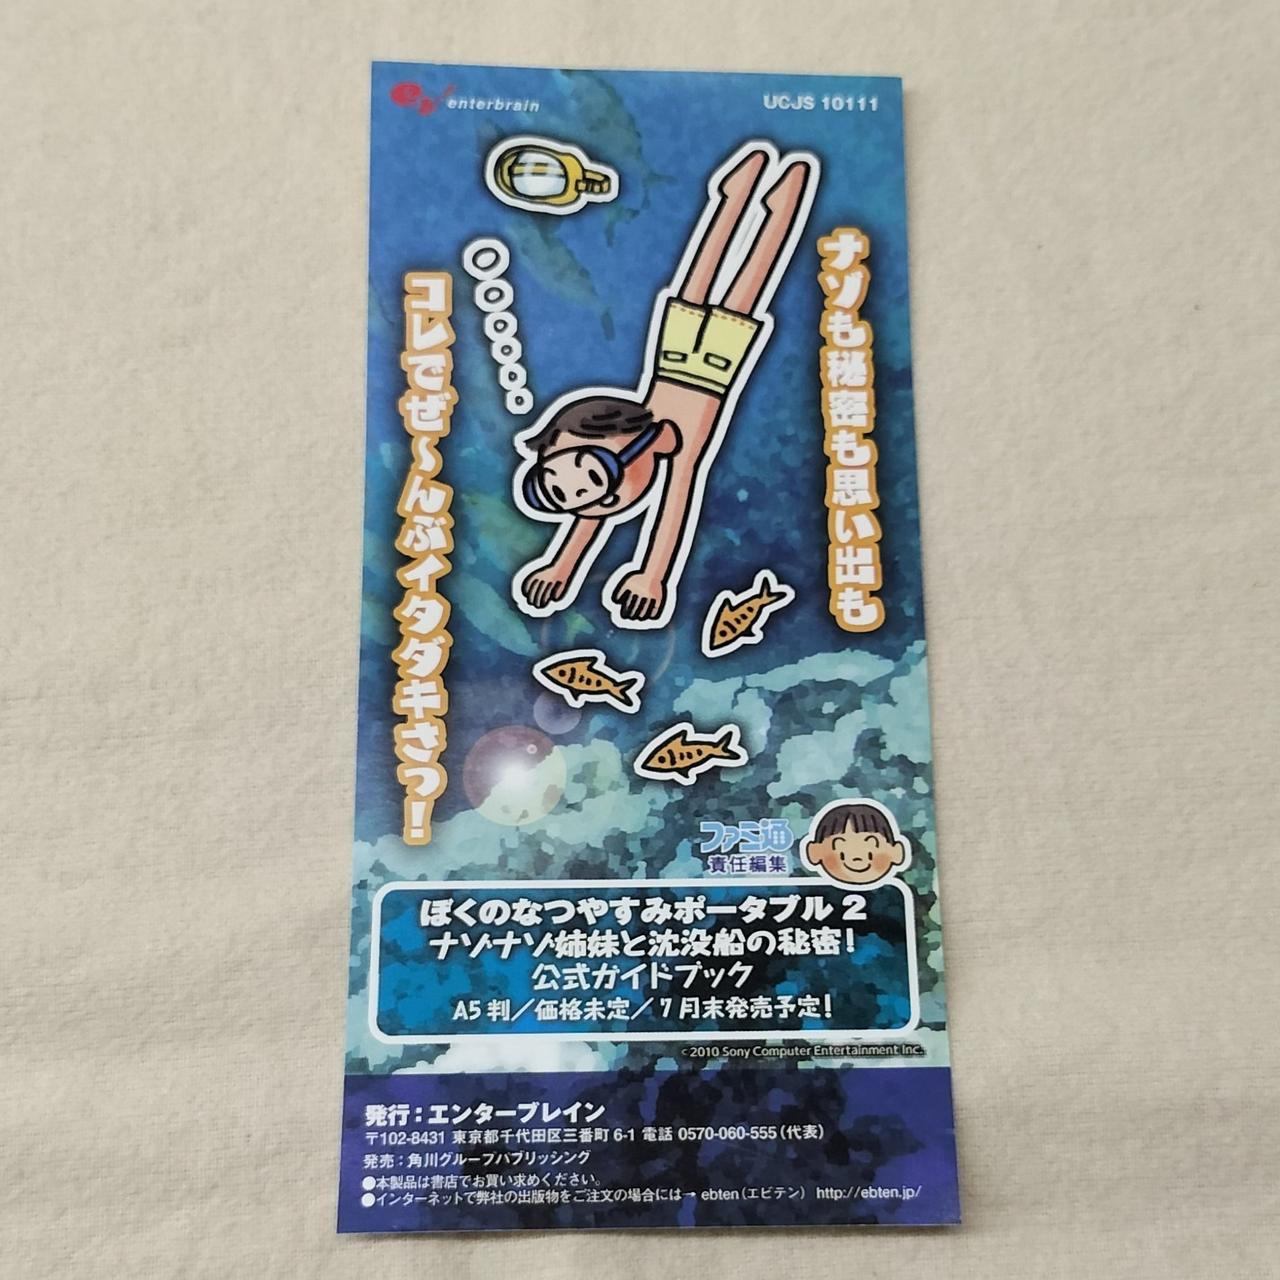 enterbrain
UCJS 10111
ナゾも秘密も思い出も
コレでぜ〜んぶイタダキさっ!
ファミ通
責任編集
ぼくのなつやすみポータブル2
ナゾナゾ姉妹と沈没船の秘密!
公式ガイドブック
A5判/価格未定/7月末発売予定!
©2010 Sony Computer Entertainment Inc.
発行:エンターブレイン
〒102-8431 東京都千代田区三番町6-1 電話 0570-060-555(代表)
発売:角川グループパブリッシング
●本製品は書店でお買い求めください。
●インターネットで弊社の出版物をご注文の場合には→ ebten(エビテン) http://ebten.jp/